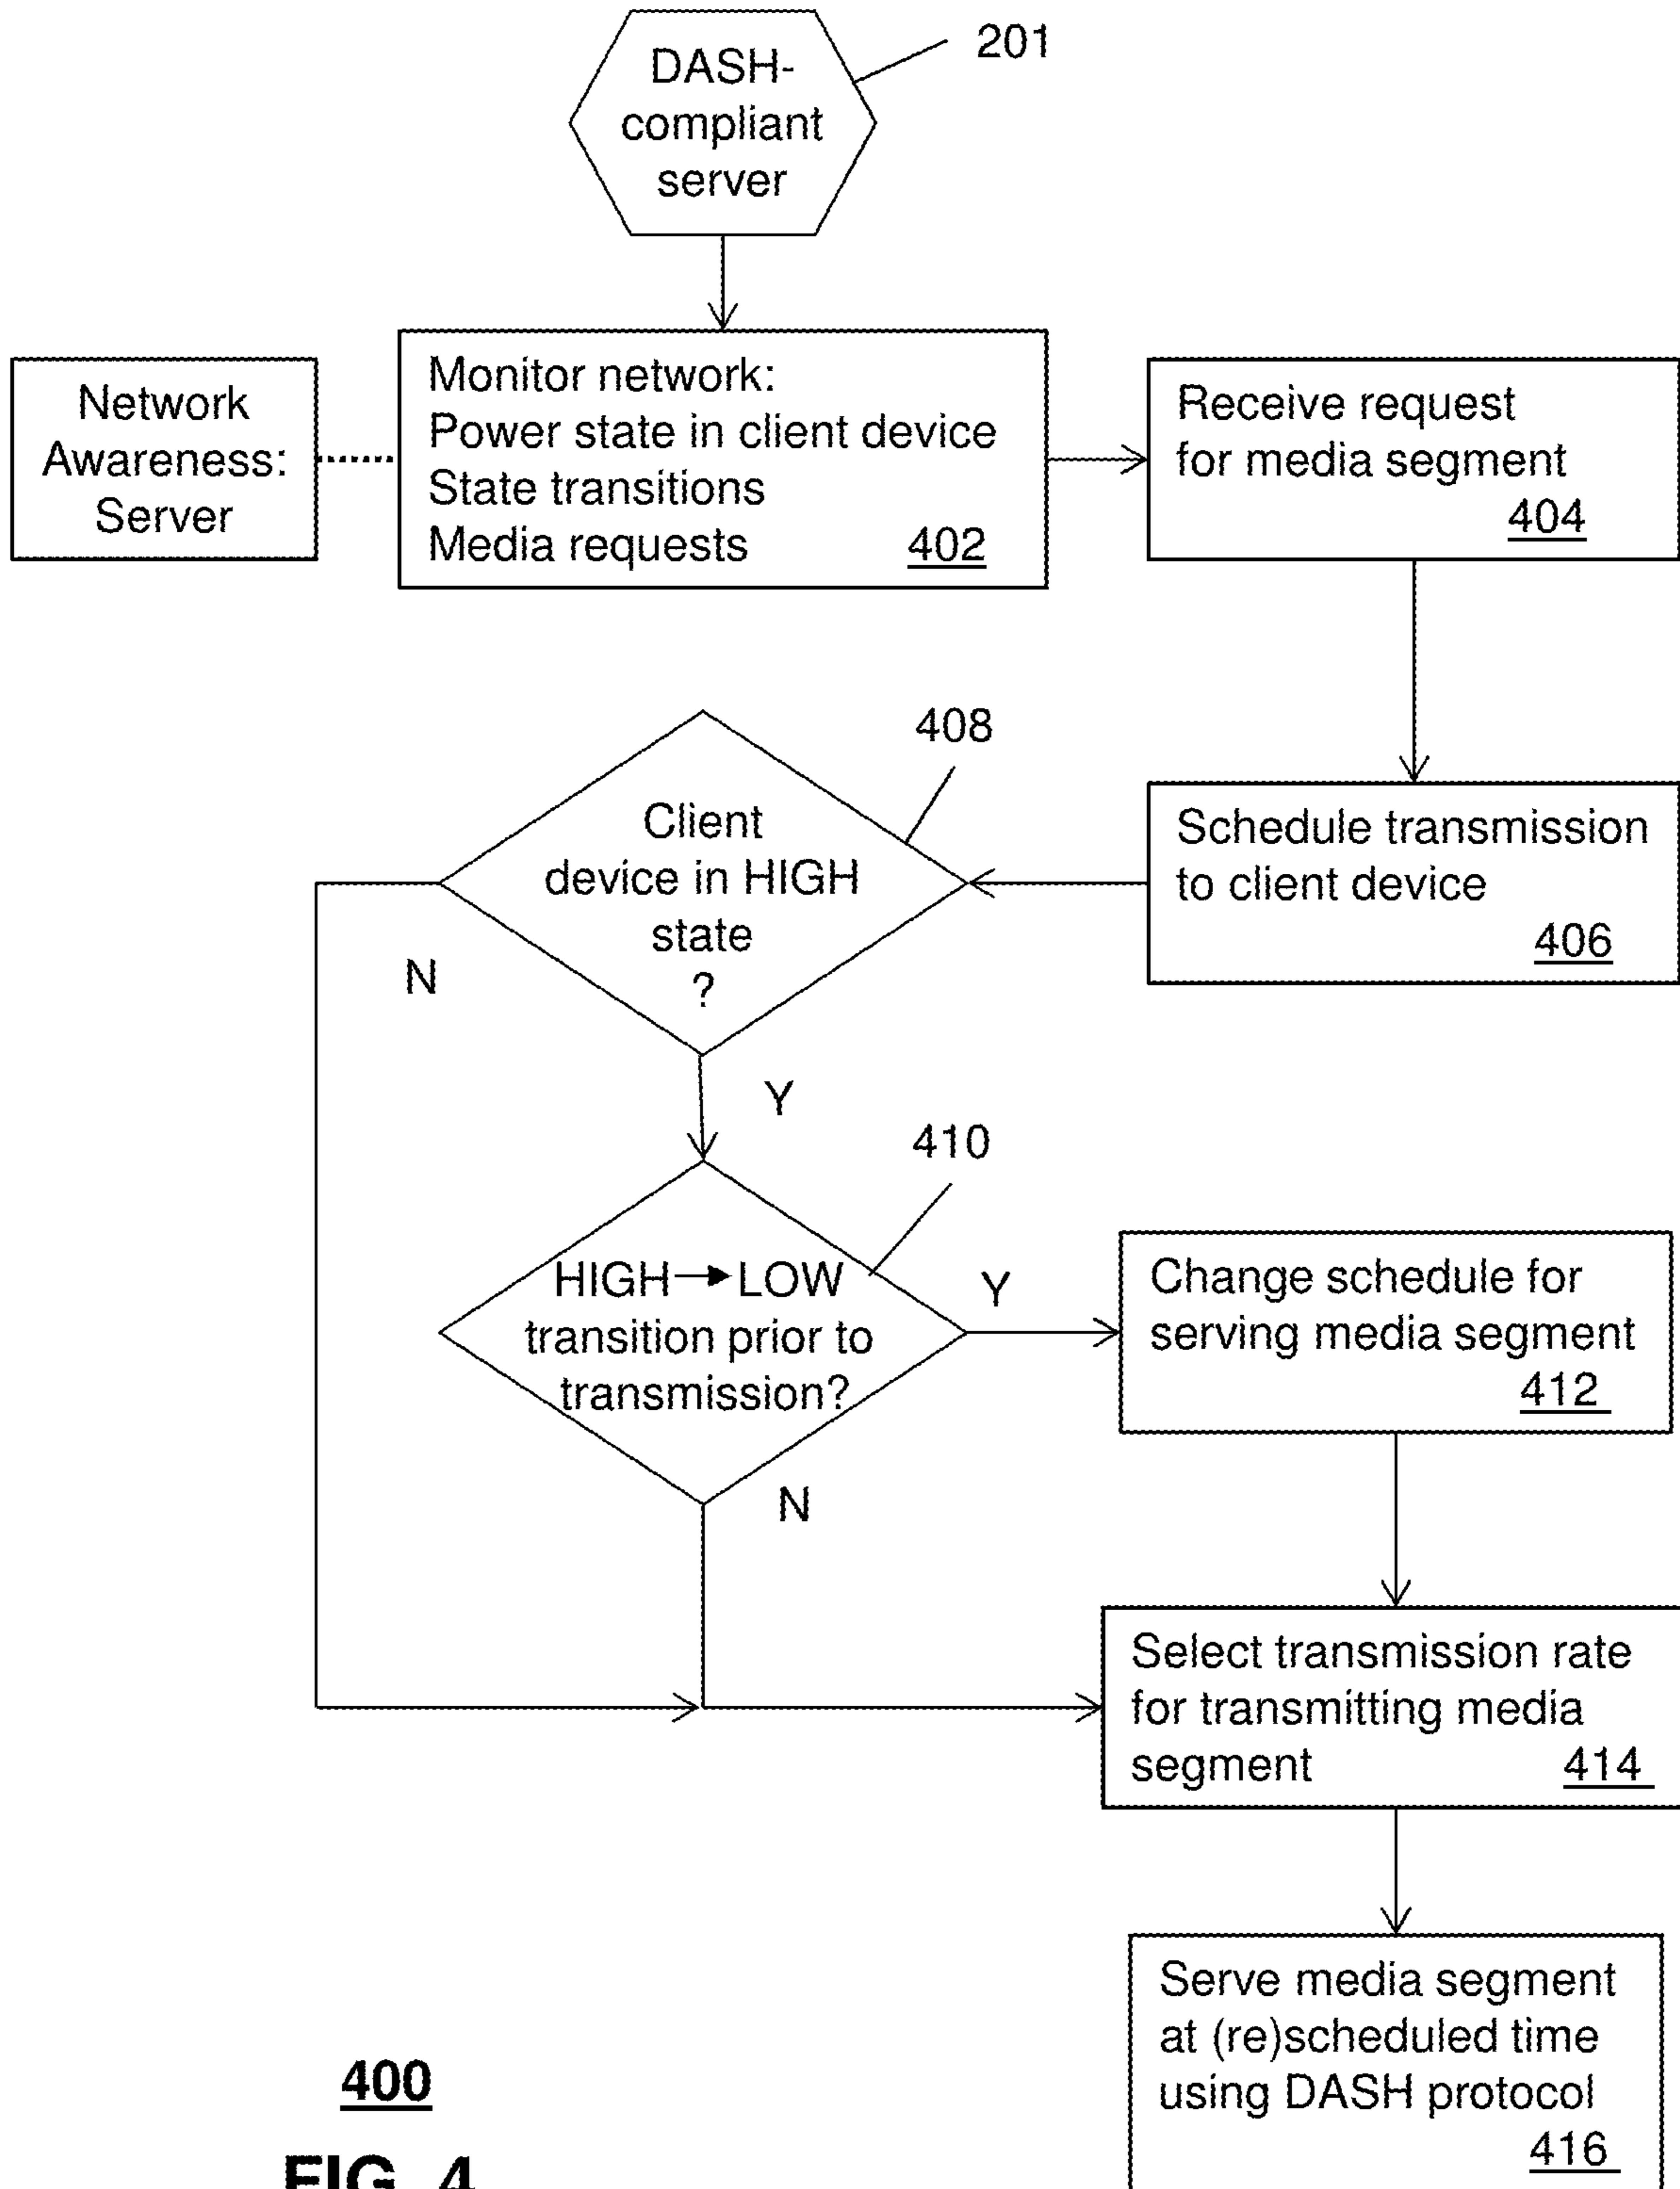 DASH-
compliant
server
201
Network
Awareness:
Server
Monitor network:
Power state in client device
State transitions
Media requests 402
Receive request
for media segment
404
Schedule transmission
to client device
406
408
Client
device in HIGH
state
?
N
Y
410
HIGH→LOW
transition prior to
transmission?
Y
N
Change schedule for
serving media segment
412
Select transmission rate
for transmitting media
segment 414
Serve media segment
at (re)scheduled time
using DASH protocol
416
400
FIG. 4